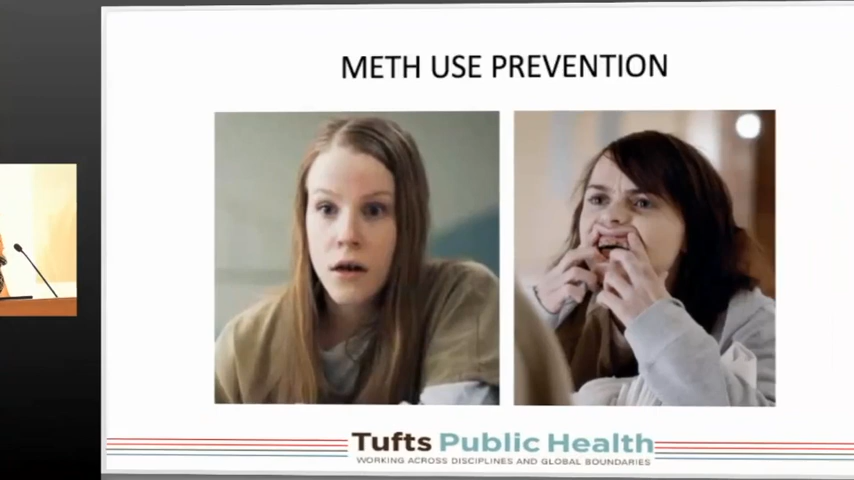 METH USE PREVENTION
Tufts Public Health
WORKING ACROSS DISCIPLINES AND GLOBAL BOUNDARIES